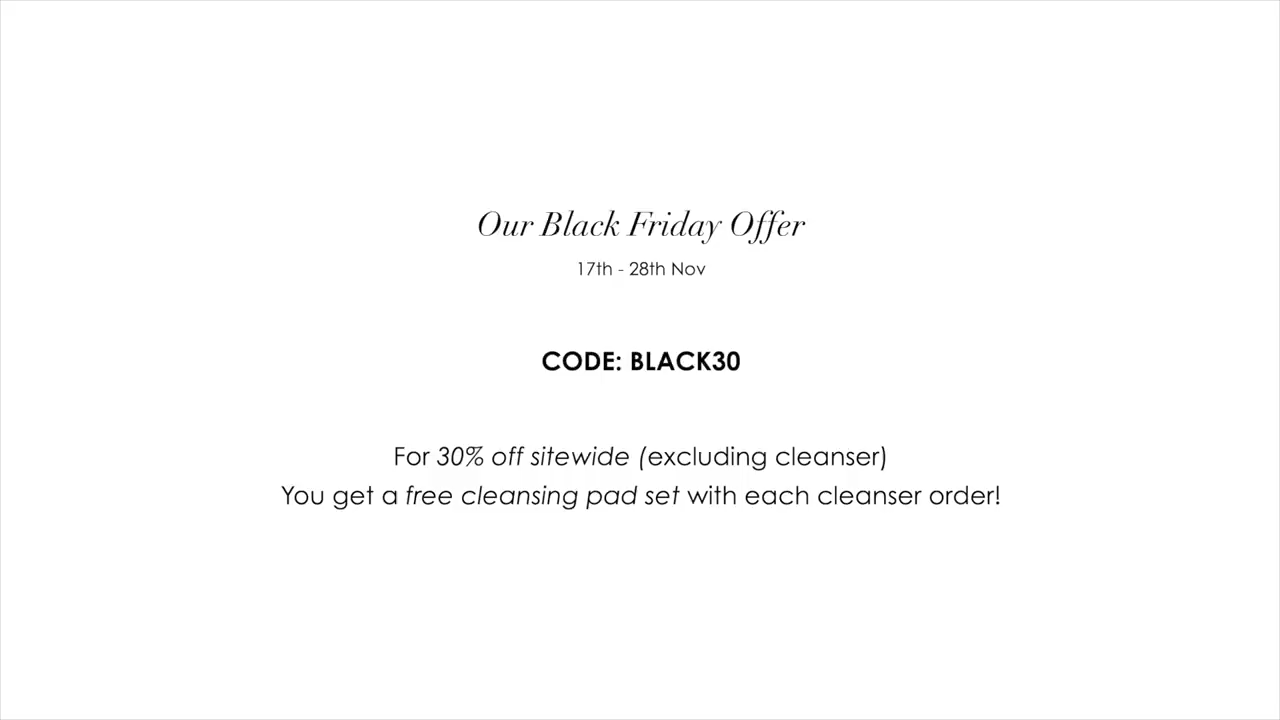 Our Black Friday Offer
17th - 28th Nov
CODE: BLACK30
For 30% off sitewide (excluding cleanser)
You get a free cleansing pad set with each cleanser order!